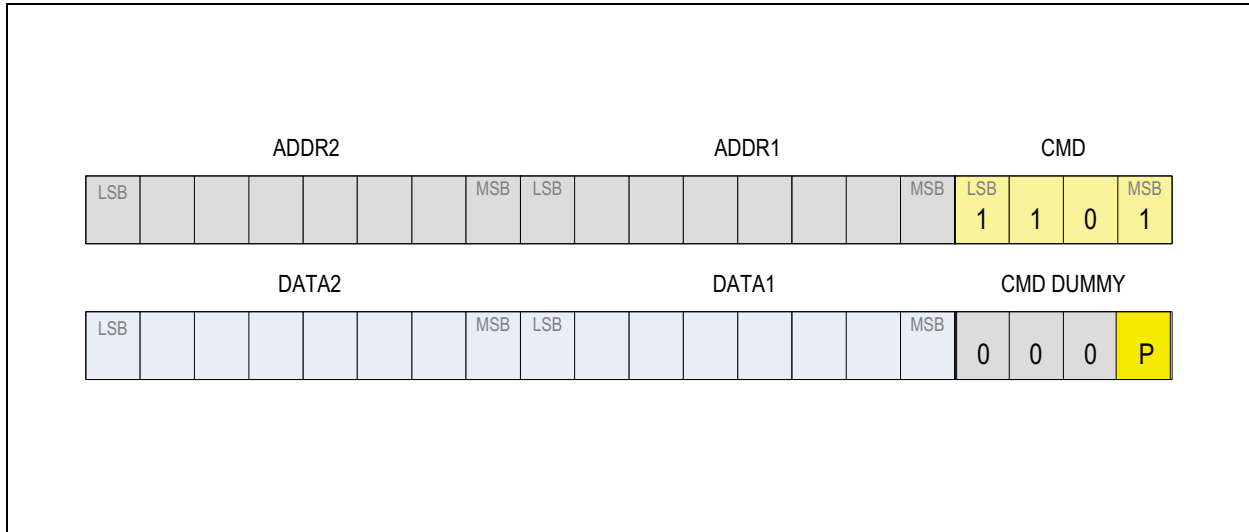 ADDR2 ADDR1 CMD
LSB MSB LSB MSB LSB MSB
1 1 0 1
DATA2 DATA1 CMD DUMMY
LSB MSB LSB MSB
0 0 0 P